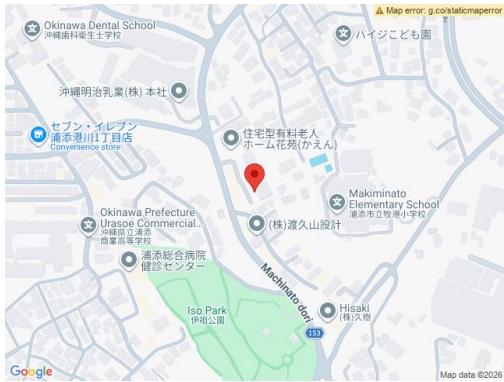 Map error: g.co/staticmaperror
Okinawa Dental School
沖縄歯科衛生士学校
ハイジこども園
沖縄明治乳業(株) 本社
セブン‐イレブン
浦添港川1丁目店
Convenience store
住宅型有料老人
ホーム花苑(かえん)
Makiminato
Elementary School
浦添市立牧港小学校
Okinawa Prefecture
Urasoe Commercial...
沖縄県立浦添
商業高等学校
(株)渡久山設計
浦添総合病院
健診センター
Machinato dori
Iso Park
伊祖公園
Hisaki
(株)久樹
153
Google
Map data ©2026